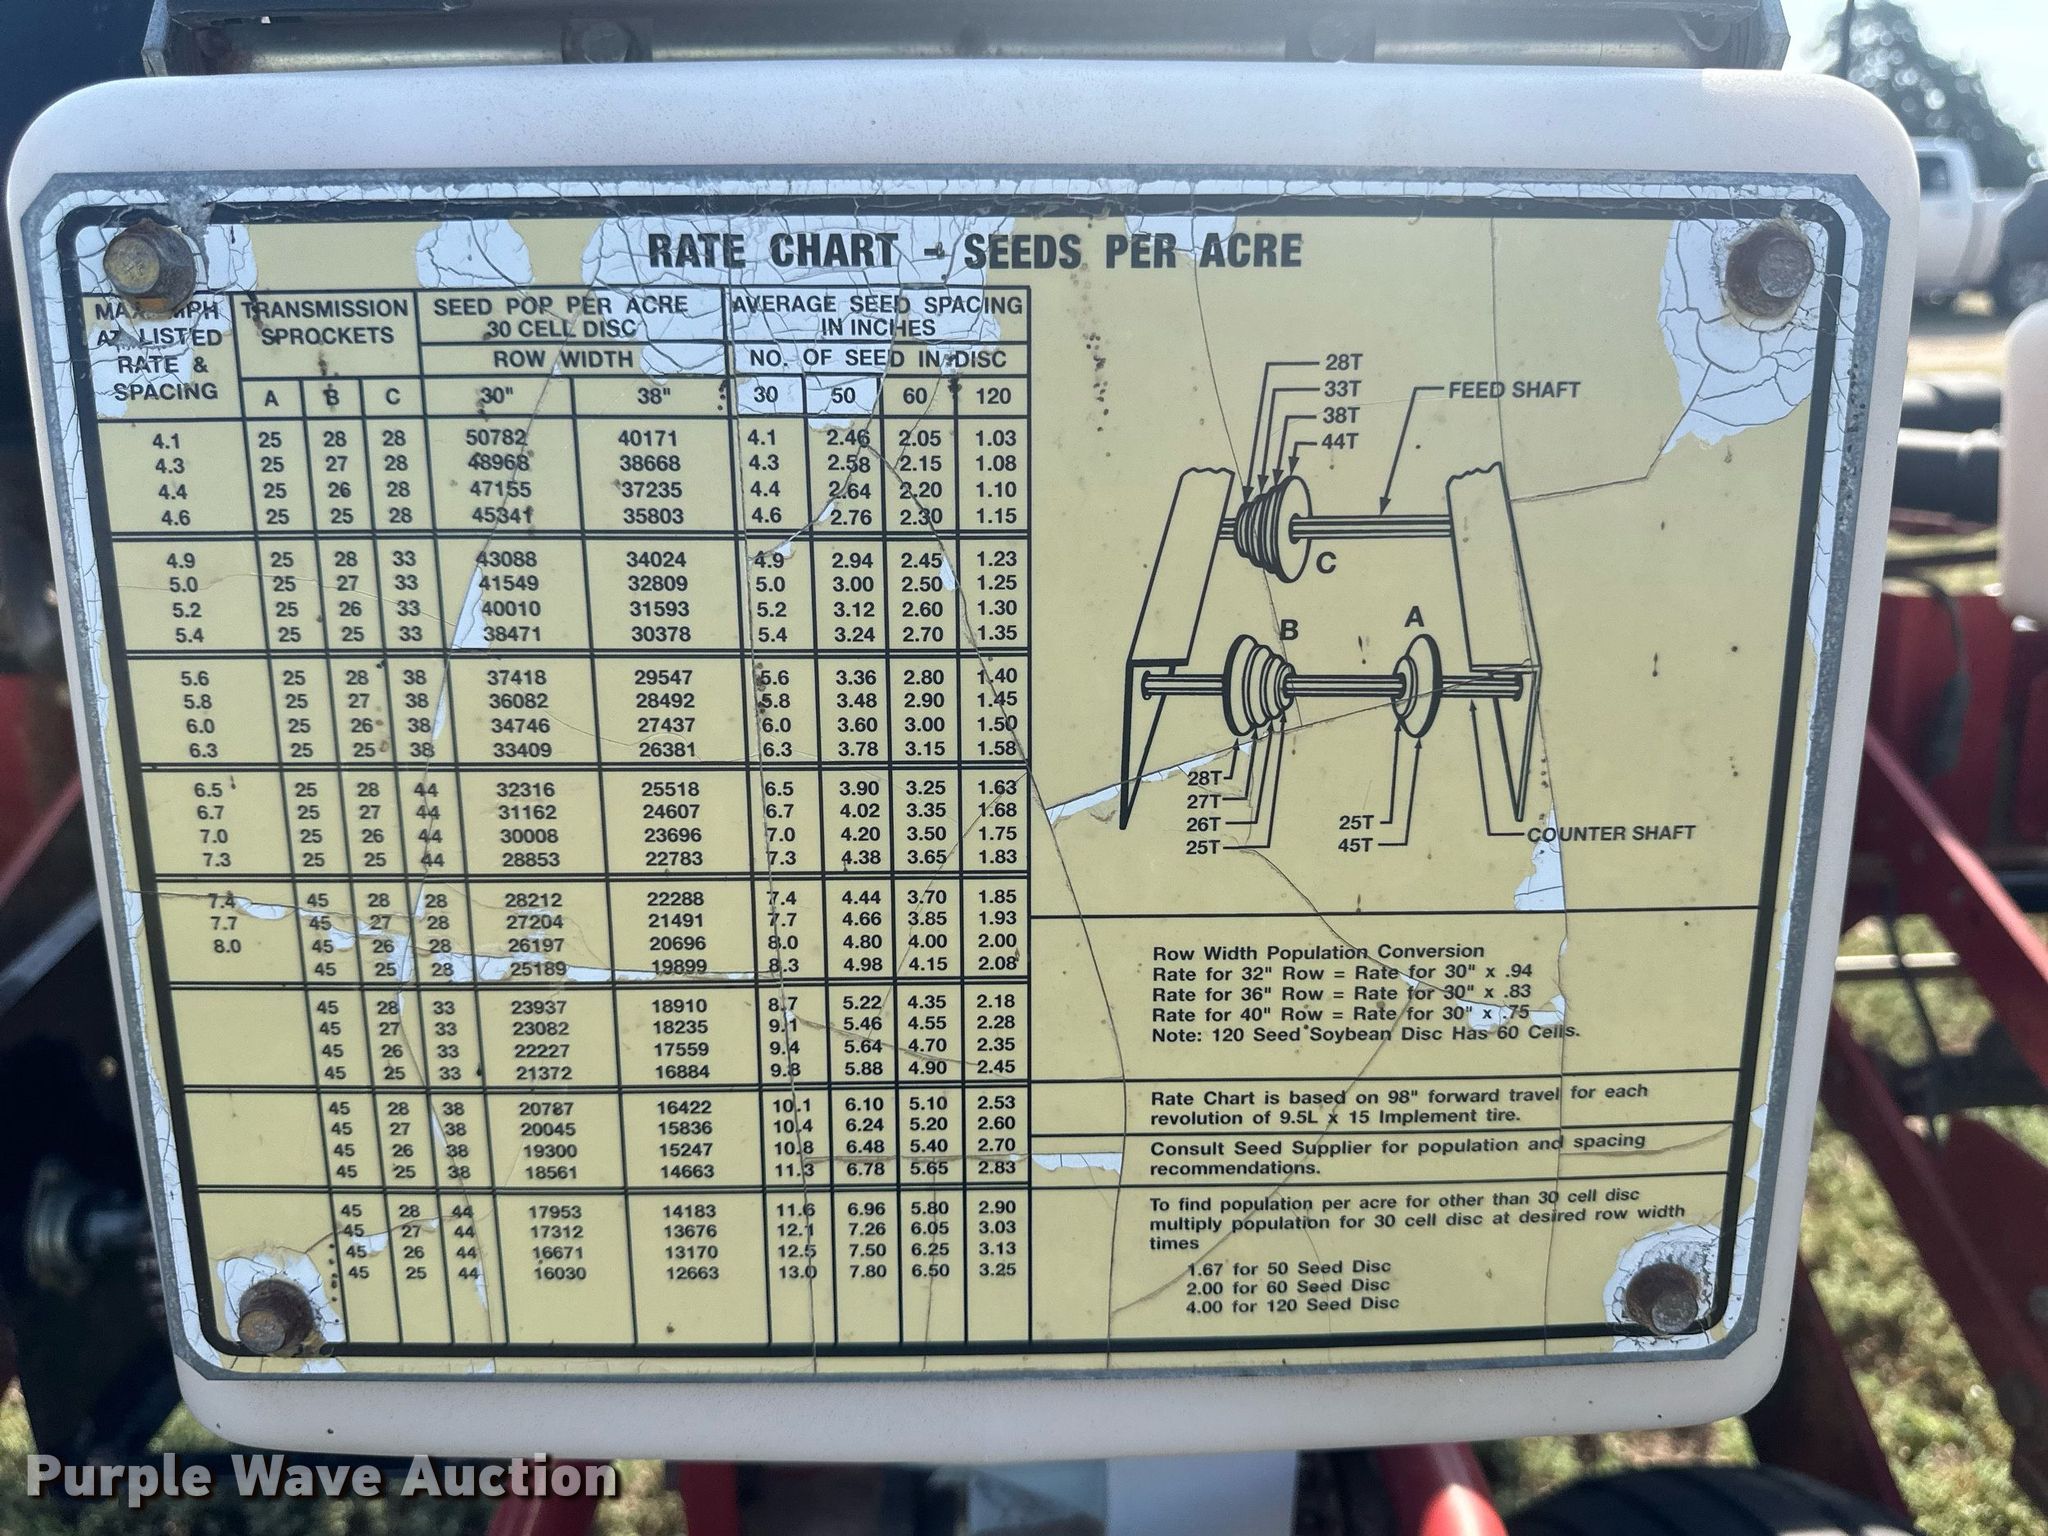 RATE CHART - SEEDS PER ACRE
MAX. MPH AT LISTED RATE & SPACING
TRANSMISSION SPROCKETS
SEED POP PER ACRE 30 CELL DISC
AVERAGE SEED SPACING IN INCHES
ROW WIDTH
NO. OF SEED IN DISC
A B C 30" 38" 30 50 60 120
4.1 25 28 28 50782 40171 4.1 2.46 2.05 1.03
4.3 25 27 28 48968 38668 4.3 2.58 2.15 1.08
4.4 25 26 28 47155 37235 4.4 2.64 2.20 1.10
4.6 25 25 28 45341 35803 4.6 2.76 2.30 1.15
4.9 25 28 33 43088 34024 4.9 2.94 2.45 1.23
5.0 25 27 33 41549 32809 5.0 3.00 2.50 1.25
5.2 25 26 33 40010 31593 5.2 3.12 2.60 1.30
5.4 25 25 33 38471 30378 5.4 3.24 2.70 1.35
5.6 25 28 38 37418 29547 5.6 3.36 2.80 1.40
5.8 25 27 38 36082 28492 5.8 3.48 2.90 1.45
6.0 25 26 38 34746 27437 6.0 3.60 3.00 1.50
6.3 25 25 38 33409 26381 6.3 3.78 3.15 1.58
6.5 25 28 44 32316 25518 6.5 3.90 3.25 1.63
6.7 25 27 44 31162 24607 6.7 4.02 3.35 1.68
7.0 25 26 44 30008 23696 7.0 4.20 3.50 1.75
7.3 25 25 44 28853 22783 7.3 4.38 3.65 1.83
7.4 45 28 28 28212 22288 7.4 4.44 3.70 1.85
7.7 45 27 28 27204 21491 7.7 4.66 3.85 1.93
8.0 45 26 28 26197 20696 8.0 4.80 4.00 2.00
45 25 28 25189 19899 8.3 4.98 4.15 2.08
45 28 33 23937 18910 8.7 5.22 4.35 2.18
45 27 33 23082 18235 9.1 5.46 4.55 2.28
45 26 33 22227 17559 9.4 5.64 4.70 2.35
45 25 33 21372 16884 9.8 5.88 4.90 2.45
45 28 38 20787 16422 10.1 6.10 5.10 2.53
45 27 38 20045 15836 10.4 6.24 5.20 2.60
45 26 38 19300 15247 10.8 6.48 5.40 2.70
45 25 38 18561 14663 11.3 6.78 5.65 2.83
45 28 44 17953 14183 11.6 6.96 5.80 2.90
45 27 44 17312 13676 12.1 7.26 6.05 3.03
45 26 44 16671 13170 12.5 7.50 6.25 3.13
45 25 44 16030 12663 13.0 7.80 6.50 3.25
28T
33T
38T
44T
FEED SHAFT
C
B
A
28T
27T
26T
25T
25T
45T
COUNTER SHAFT
Row Width Population Conversion
Rate for 32" Row = Rate for 30" x .94
Rate for 36" Row = Rate for 30" x .83
Rate for 40" Row = Rate for 30" x .75
Note: 120 Seed Soybean Disc Has 60 Cells.
Rate Chart is based on 98" forward travel for each
revolution of 9.5L x 15 Implement tire.
Consult Seed Supplier for population and spacing
recommendations.
To find population per acre for other than 30 cell disc
multiply population for 30 cell disc at desired row width
times
1.67 for 50 Seed Disc
2.00 for 60 Seed Disc
4.00 for 120 Seed Disc
Purple Wave Auction